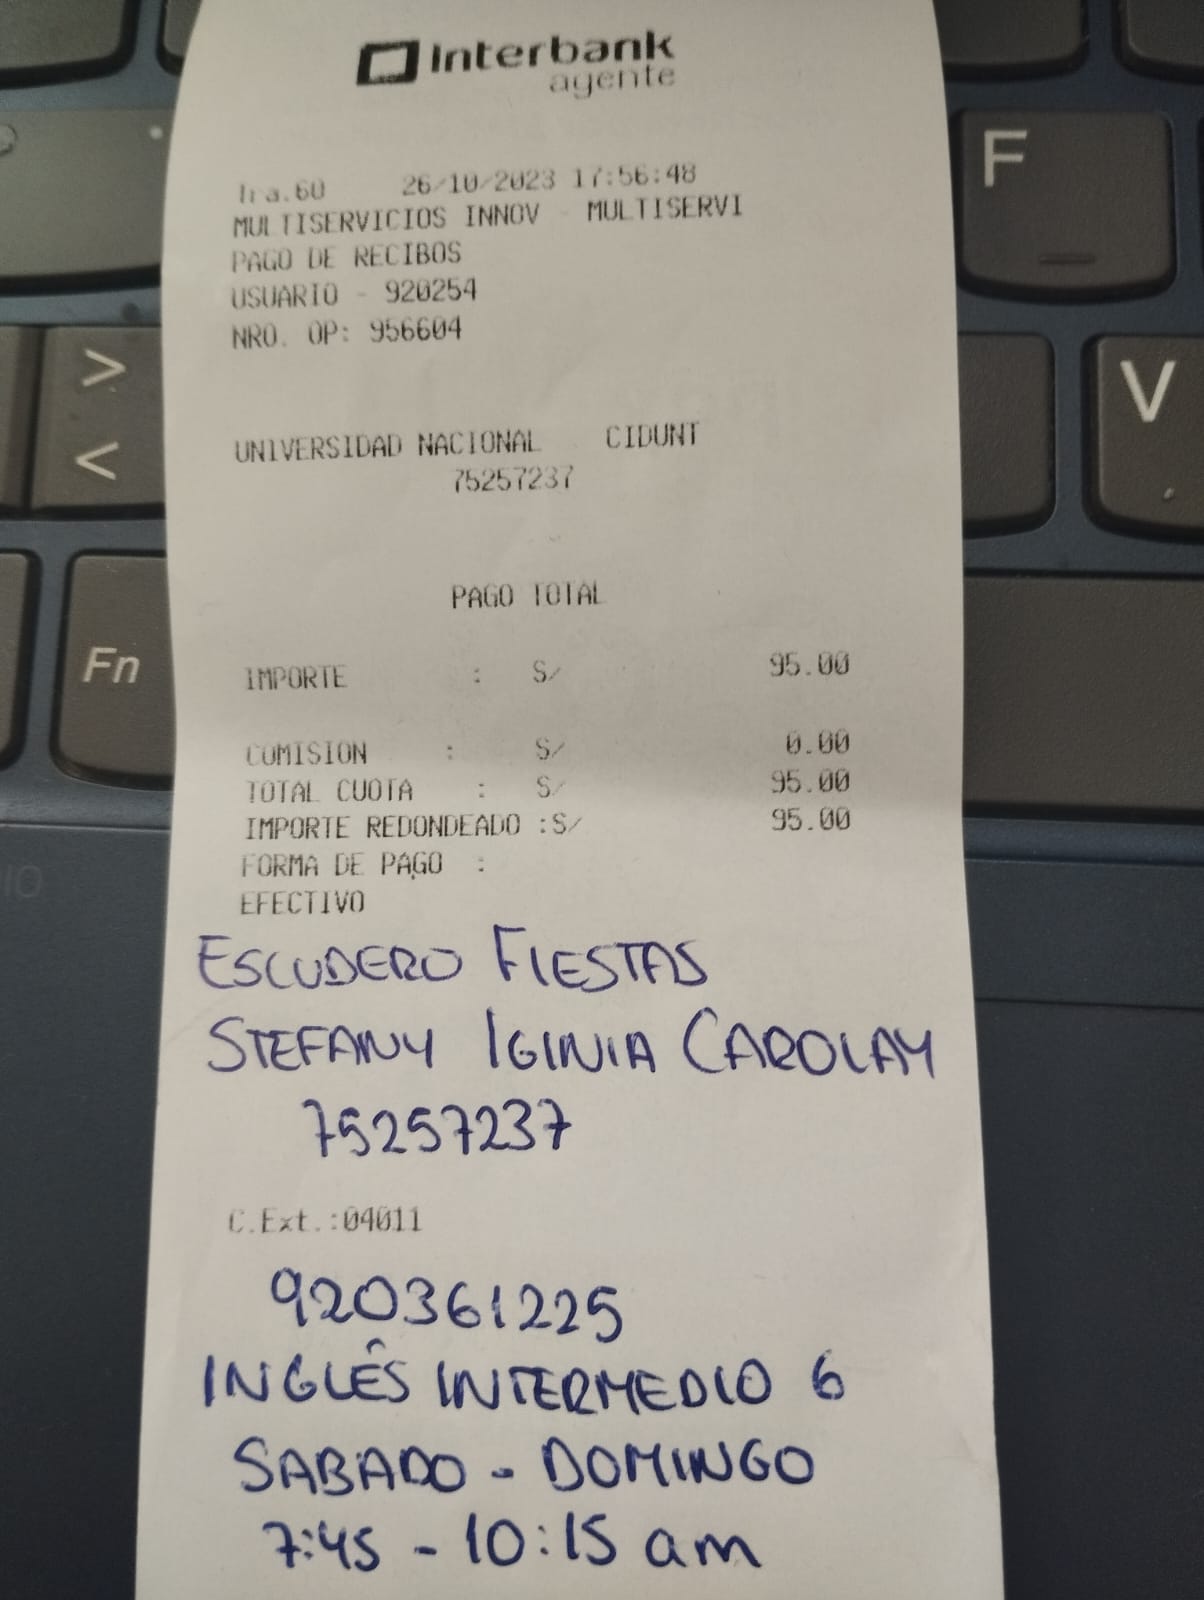 Interbank
agente
Tra.60 26/10/2023 17:56:48
MULTISERVICIOS INNOV - MULTISERVI
PAGO DE RECIBOS
USUARIO - 920254
NRO. OP: 956604
UNIVERSIDAD NACIONAL CIDUNT
75257237
PAGO TOTAL
IMPORTE : S/ 95.00
COMISION : S/ 0.00
TOTAL CUOTA : S/ 95.00
IMPORTE REDONDEADO :S/ 95.00
FORMA DE PAGO :
EFECTIVO
ESCUDERO FIESTAS
STEFANY IGINIA CAROLAY
75257237
C.Ext.:04011
920361225
INGLÊS INTERMEDIO 6
SABADO - DOMINGO
7:45 - 10:15 am
F
>
<
V
Fn